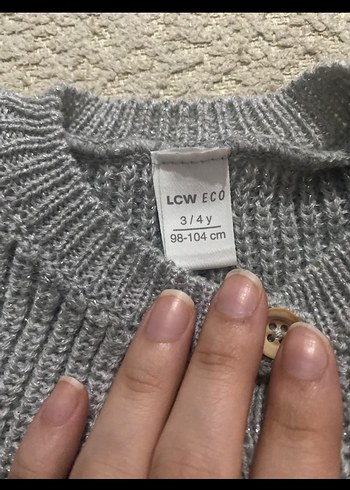 LCW ECO
3 / 4 y
98-104 cm